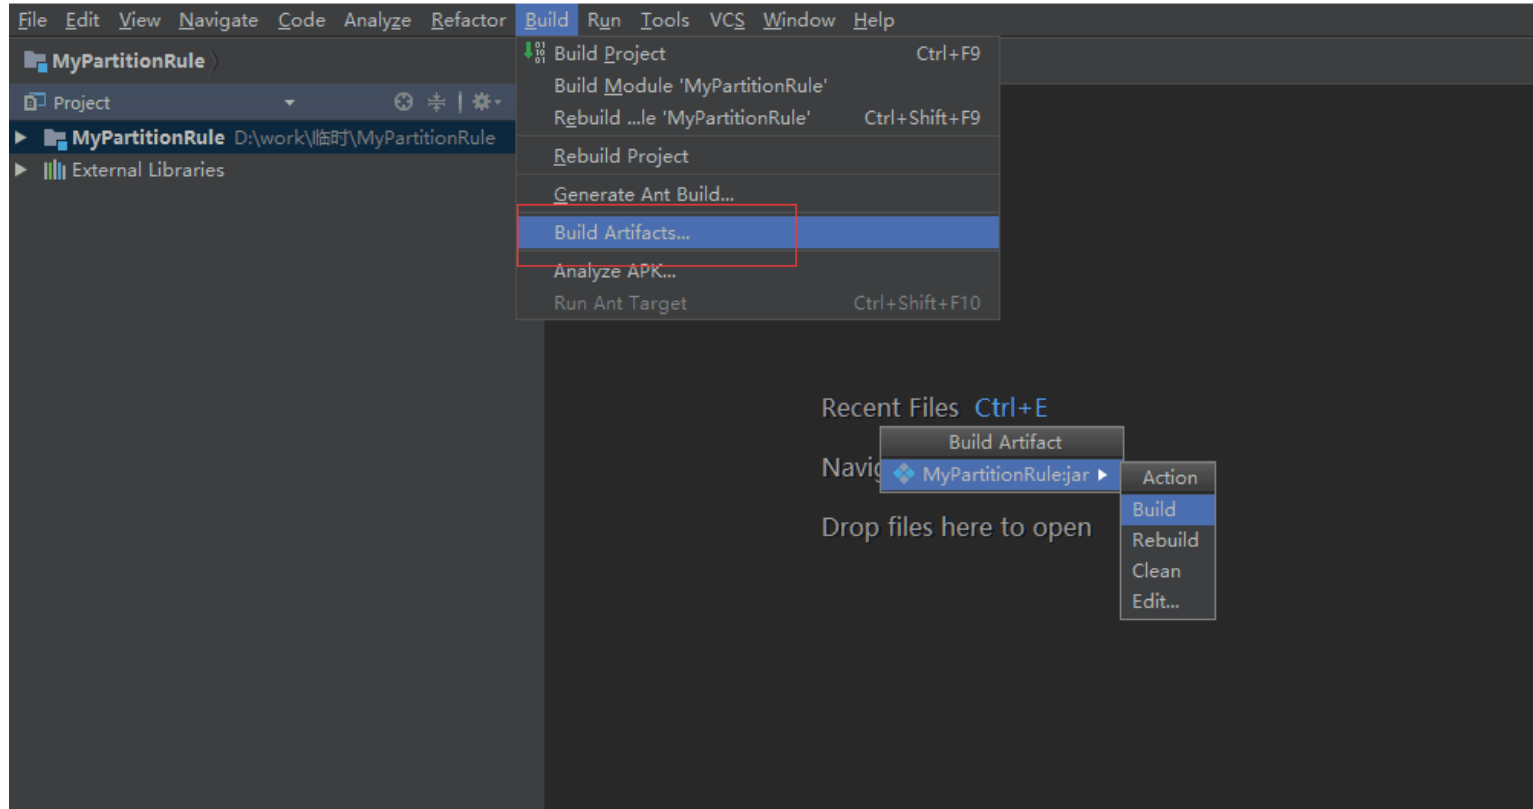 File Edit View Navigate Code Analyze Refactor Build Run Tools VCS Window Help
MyPartitionRule
Project
MyPartitionRule D:\work\临时\MyPartitionRule
External Libraries
Build Project Ctrl+F9
Build Module 'MyPartitionRule'
Rebuild ...le 'MyPartitionRule' Ctrl+Shift+F9
Rebuild Project
Generate Ant Build...
Build Artifacts...
Analyze APK...
Run Ant Target Ctrl+Shift+F10
Recent Files Ctrl+E
Build Artifact
MyPartitionRule:jar
Action
Build
Rebuild
Clean
Edit...
Drop files here to open